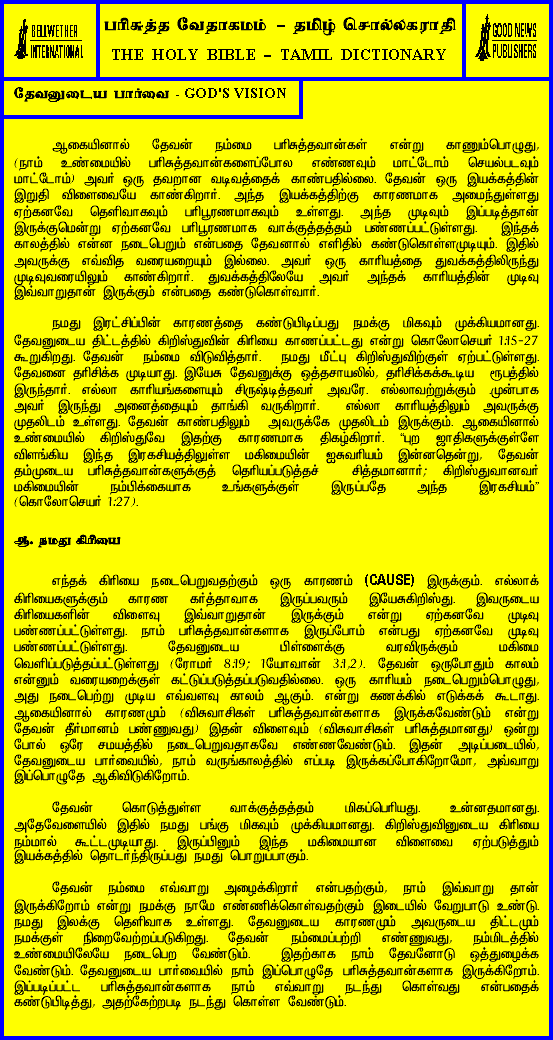 BELLWETHER
INTERNATIONAL
பரிசுத்த வேதாகமம் – தமிழ் சொல்லகராதி
THE HOLY BIBLE – TAMIL DICTIONARY
GOOD NEWS
PUBLISHERS
தேவனுடைய பார்வை - GOD'S VISION
ஆகையினால் தேவன் நம்மை பரிசுத்தவான்கள் என்று காணும்பொழுது,
(நாம் உண்மையில் பரிசுத்தவான்களைப்போல எண்ணவும் மாட்டோம் செயல்படவும்
மாட்டோம்) அவர் ஒரு தவறான வடிவத்தைக் காண்பதில்லை. தேவன் ஒரு இயக்கத்தின்
இறுதி விளைவையே காண்கிறார். அந்த இயக்கத்திற்கு காரணமாக அமைந்துள்ளது
ஏற்கனவே தெளிவாகவும் பரிபூரணமாகவும் உள்ளது. அந்த முடிவும் இப்படித்தான்
இருக்குமென்று ஏற்கனவே பரிபூரணமாக வாக்குத்தத்தம் பண்ணப்பட்டுள்ளது. இந்தக்
காலத்தில் என்ன நடைபெறும் என்பதை தேவனால் எளிதில் கண்டுகொள்ளமுடியும். இதில்
அவருக்கு எவ்வித வரையறையும் இல்லை. அவர் ஒரு காரியத்தை துவக்கத்திலிருந்து
முடிவுவரையிலும் காண்கிறார். துவக்கத்திலேயே அவர் அந்தக் காரியத்தின் முடிவு
இவ்வாறுதான் இருக்கும் என்பதை கண்டுகொள்வார்.
நமது இரட்சிப்பின் காரணத்தை கண்டுபிடிப்பது நமக்கு மிகவும் முக்கியமானது.
தேவனுடைய திட்டத்தில் கிறிஸ்துவின் கிரியை காணப்பட்டது என்று கொலோசெயர் 1:15-27
கூறுகிறது. தேவன் நம்மை விடுவித்தார். நமது மீட்பு கிறிஸ்துவிற்குள் ஏற்பட்டுள்ளது.
தேவனை தரிசிக்க முடியாது. இயேசு தேவனுக்கு ஒத்தசாயலில், தரிசிக்கக்கூடிய ரூபத்தில்
இருந்தார். எல்லா காரியங்களையும் சிருஷ்டித்தவர் அவரே. எல்லாவற்றுக்கும் முன்பாக
அவர் இருந்து அனைத்தையும் தாங்கி வருகிறார். எல்லா காரியத்திலும் அவருக்கு
முதலிடம் உள்ளது. தேவன் காண்பதிலும் அவருக்கே முதலிடம் இருக்கும். ஆகையினால்
உண்மையில் கிறிஸ்துவே இதற்கு காரணமாக திகழ்கிறார். "புற ஜாதிகளுக்குள்ளே
விளங்கிய இந்த இரகசியத்திலுள்ள மகிமையின் ஐசுவரியம் இன்னதென்று, தேவன்
தம்முடைய பரிசுத்தவான்களுக்குத் தெரியப்படுத்தச் சித்தமானார்; கிறிஸ்துவானவர்
மகிமையின் நம்பிக்கையாக உங்களுக்குள் இருப்பதே அந்த இரகசியம்"
(கொலோசெயர் 1:27).
ஆ. நமது கிரியை
எந்தக் கிரியை நடைபெறுவதற்கும் ஒரு காரணம் (CAUSE) இருக்கும். எல்லாக்
கிரியைகளுக்கும் காரண கர்த்தாவாக இருப்பவரும் இயேசுகிறிஸ்து. இவருடைய
கிரியைகளின் விளைவு இவ்வாறுதான் இருக்கும் என்று ஏற்கனவே முடிவு
பண்ணப்பட்டுள்ளது. நாம் பரிசுத்தவான்களாக இருப்போம் என்பது ஏற்கனவே முடிவு
பண்ணப்பட்டுள்ளது. தேவனுடைய பிள்ளைக்கு வரவிருக்கும் மகிமை
வெளிப்படுத்தப்பட்டுள்ளது (ரோமர் 8:19; 1யோவான் 3:1,2). தேவன் ஒருபோதும் காலம்
என்னும் வரையறைக்குள் கட்டுப்படுத்தப்படுவதில்லை. ஒரு காரியம் நடைபெறும்பொழுது,
அது நடைபெற்று முடிய எவ்வளவு காலம் ஆகும். என்று கணக்கில் எடுக்கக் கூடாது.
ஆகையினால் காரணமும் (விசுவாசிகள் பரிசுத்தவான்களாக இருக்கவேண்டும் என்று
தேவன் தீர்மானம் பண்ணுவது) இதன் விளைவும் (விசுவாசிகள் பரிசுத்தமானது) ஒன்று
போல் ஒரே சமயத்தில் நடைபெறுவதாகவே எண்ணவேண்டும். இதன் அடிப்படையில்,
தேவனுடைய பார்வையில், நாம் வருங்காலத்தில் எப்படி இருக்கப்போகிறோமோ, அவ்வாறு
இப்பொழுதே ஆகிவிடுகிறோம்.
தேவன் கொடுத்துள்ள வாக்குத்தத்தம் மிகப்பெரியது. உன்னதமானது.
அதேவேளையில் இதில் நமது பங்கு மிகவும் முக்கியமானது. கிறிஸ்துவினுடைய கிரியை
நம்மால் கூட்டமுடியாது. இருப்பினும் இந்த மகிமையான விளைவை ஏற்படுத்தும்
இயக்கத்தில் தொடர்ந்திருப்பது நமது பொறுப்பாகும்.
தேவன் நம்மை எவ்வாறு அழைக்கிறார் என்பதற்கும், நாம் இவ்வாறு தான்
இருக்கிறோம் என்று நமக்கு நாமே எண்ணிக்கொள்வதற்கும் இடையில் வேறுபாடு உண்டு.
நமது இலக்கு தெளிவாக உள்ளது. தேவனுடைய காரணமும் அவருடைய திட்டமும்
நமக்குள் நிறைவேற்றப்படுகிறது. தேவன் நம்மைப்பற்றி எண்ணுவது, நம்மிடத்தில்
உண்மையிலேயே நடைபெற வேண்டும். இதற்காக நாம் தேவனோடு ஒத்துழைக்க
வேண்டும். தேவனுடைய பார்வையில் நாம் இப்பொழுதே பரிசுத்தவான்களாக இருக்கிறோம்.
இப்படிப்பட்ட பரிசுத்தவான்களாக நாம் எவ்வாறு நடந்து கொள்வது என்பதைக்
கண்டுபிடித்து, அதற்கேற்றபடி நடந்து கொள்ள வேண்டும்.